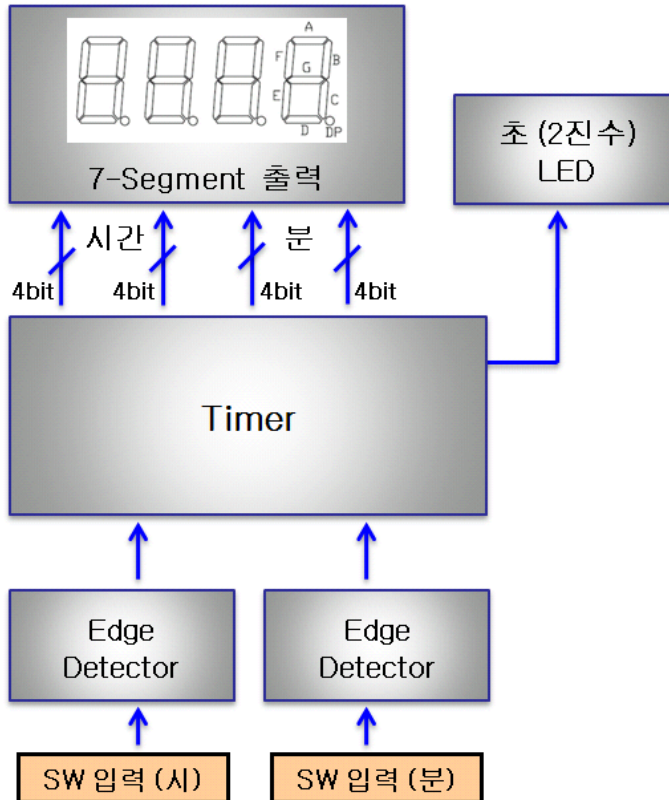 A
F
B
G
E
C
D
DP
7-Segment 출력
초 (2진수)
LED
시간
분
4bit
4bit
4bit
4bit
Timer
Edge
Detector
Edge
Detector
SW 입력 (시)
SW 입력 (분)